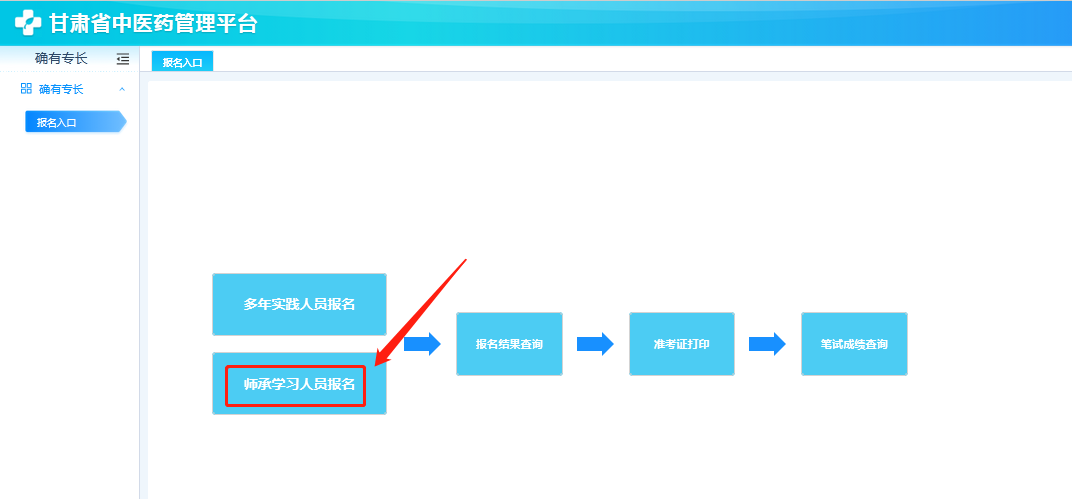 甘肃省中医药管理平台
确有专长
报名入口
确有专长
报名入口
多年实践人员报名
师承学习人员报名
报名结果查询
准考证打印
笔试成绩查询